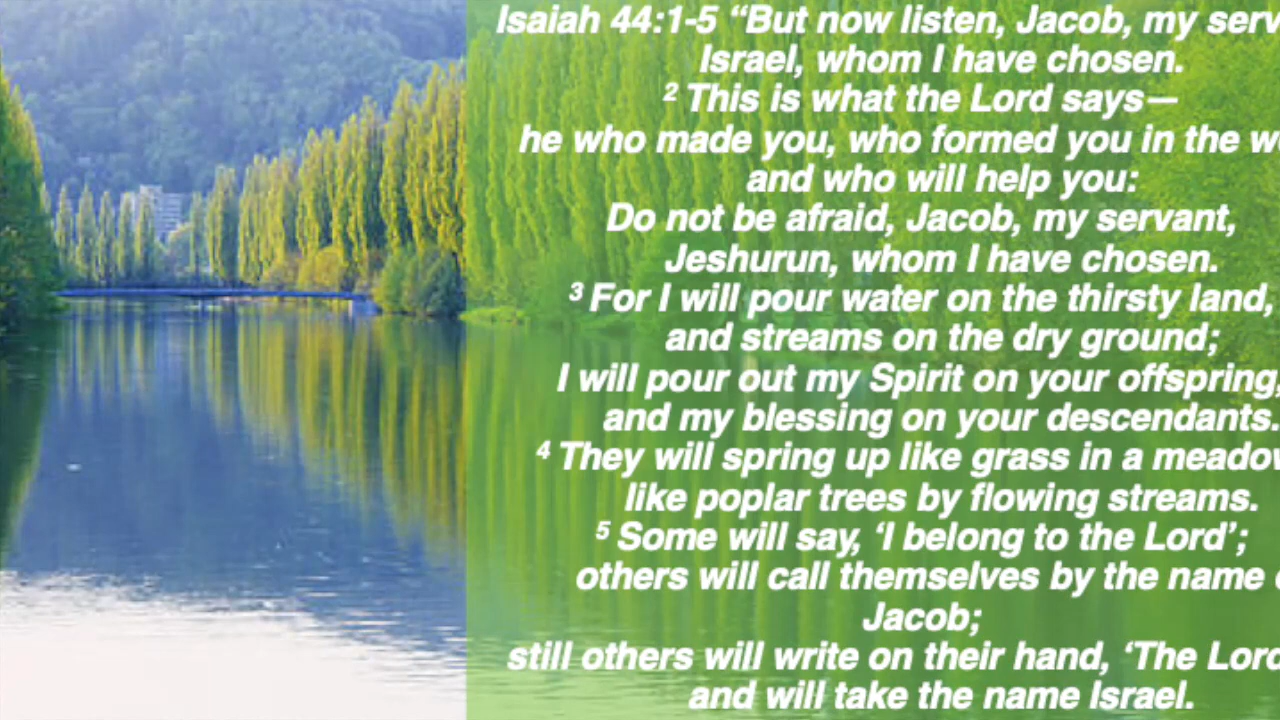 Isaiah 44:1-5 “But now listen, Jacob, my serv
Israel, whom I have chosen.
² This is what the Lord says—
he who made you, who formed you in the w
and who will help you:
Do not be afraid, Jacob, my servant,
Jeshurun, whom I have chosen.
³ For I will pour water on the thirsty land,
and streams on the dry ground;
I will pour out my Spirit on your offspring,
and my blessing on your descendants.
⁴ They will spring up like grass in a meadow
like poplar trees by flowing streams.
⁵ Some will say, ‘I belong to the Lord’;
others will call themselves by the name
Jacob;
still others will write on their hand, ‘The Lord
and will take the name Israel.